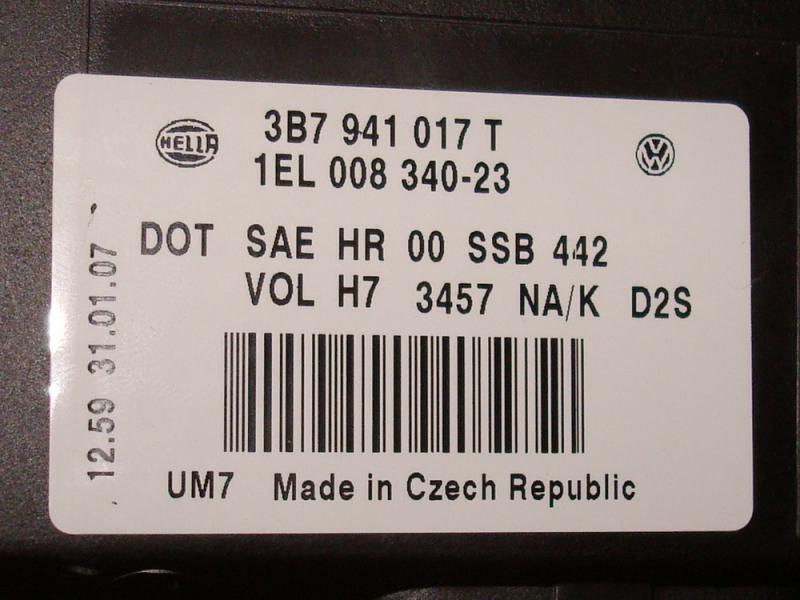 HELLA
3B7 941 017 T
1EL 008 340-23
VW
DOT SAE HR 00 SSB 442
VOL H7 3457 NA/K D2S
12.59 31.01.07
UM7 Made in Czech Republic